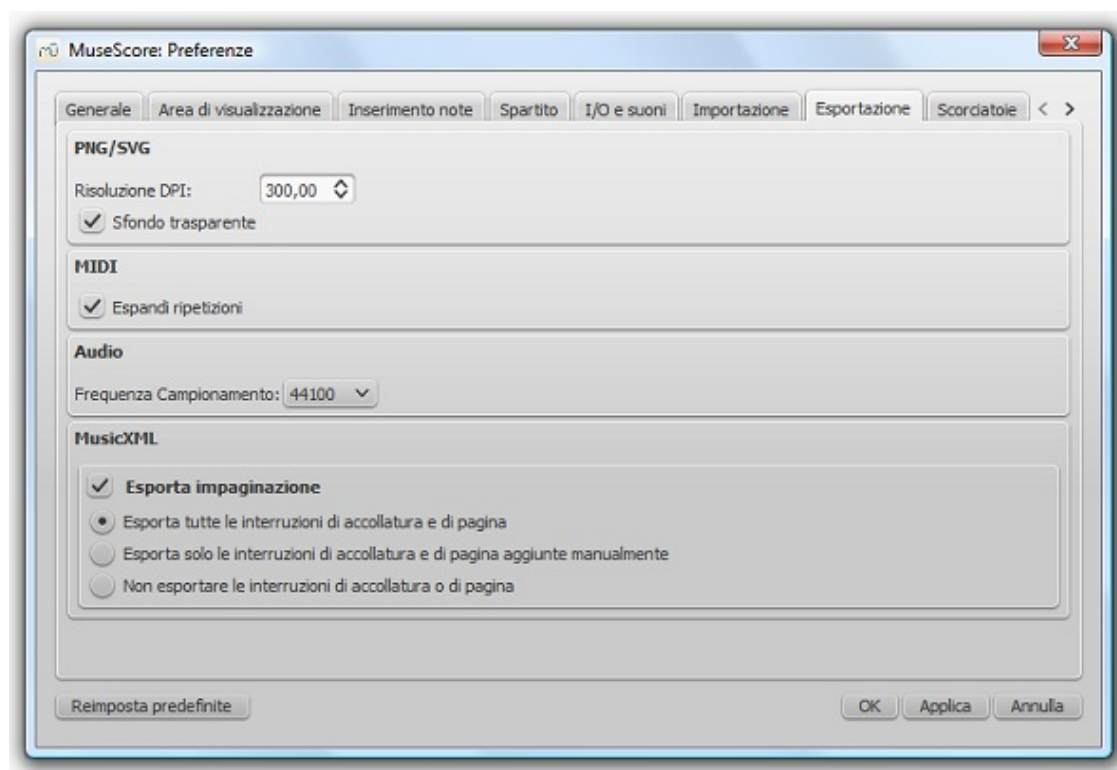 MuseScore: Preferenze
Generale Area di visualizzazione Inserimento note Spartito I/O e suoni Importazione Esportazione Scorciatoie
PNG/SVG
Risoluzione DPI: 300,00
Sfondo trasparente
MIDI
Espandi ripetizioni
Audio
Frequenza Campionamento: 44100
MusicXML
Esporta impaginazione
Esporta tutte le interruzioni di accollatura e di pagina
Esporta solo le interruzioni di accollatura e di pagina aggiunte manualmente
Non esportare le interruzioni di accollatura o di pagina
Reimposta predefinite OK Applica Annulla